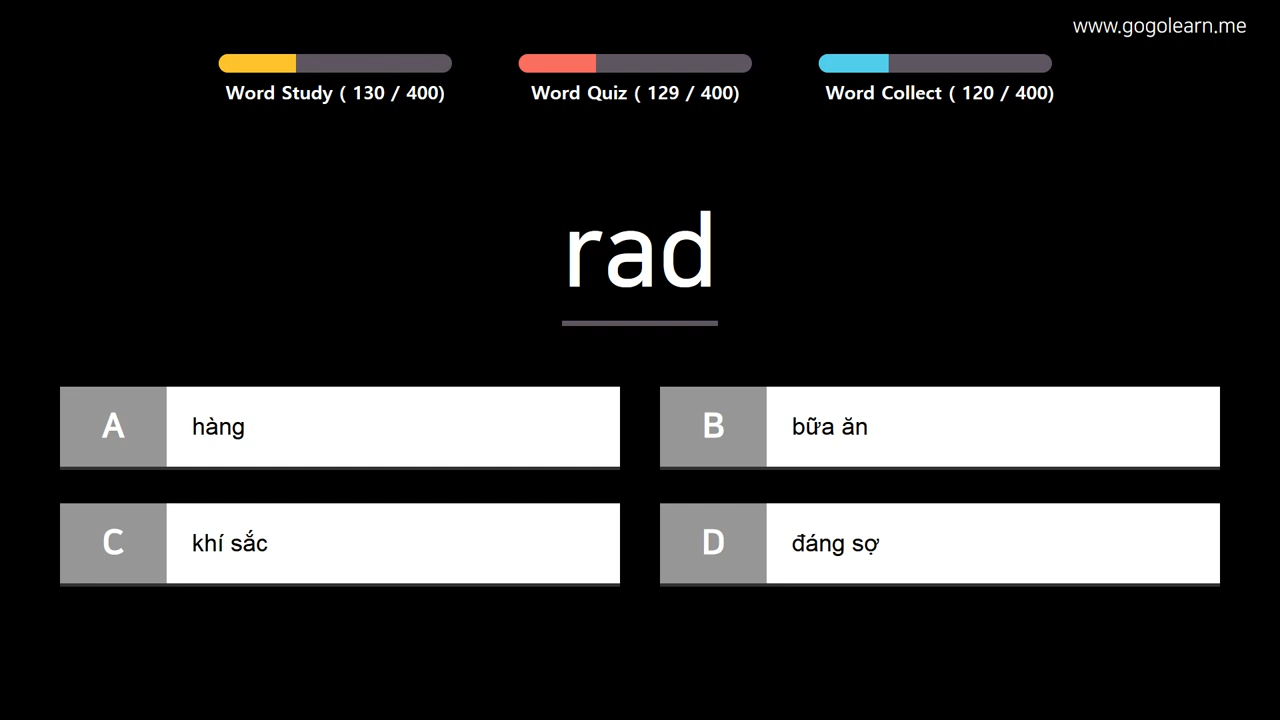 www.gogolearn.me
Word Study ( 130 / 400)
Word Quiz ( 129 / 400)
Word Collect ( 120 / 400)
rad
A hàng
B bữa ăn
C khí sắc
D đáng sợ